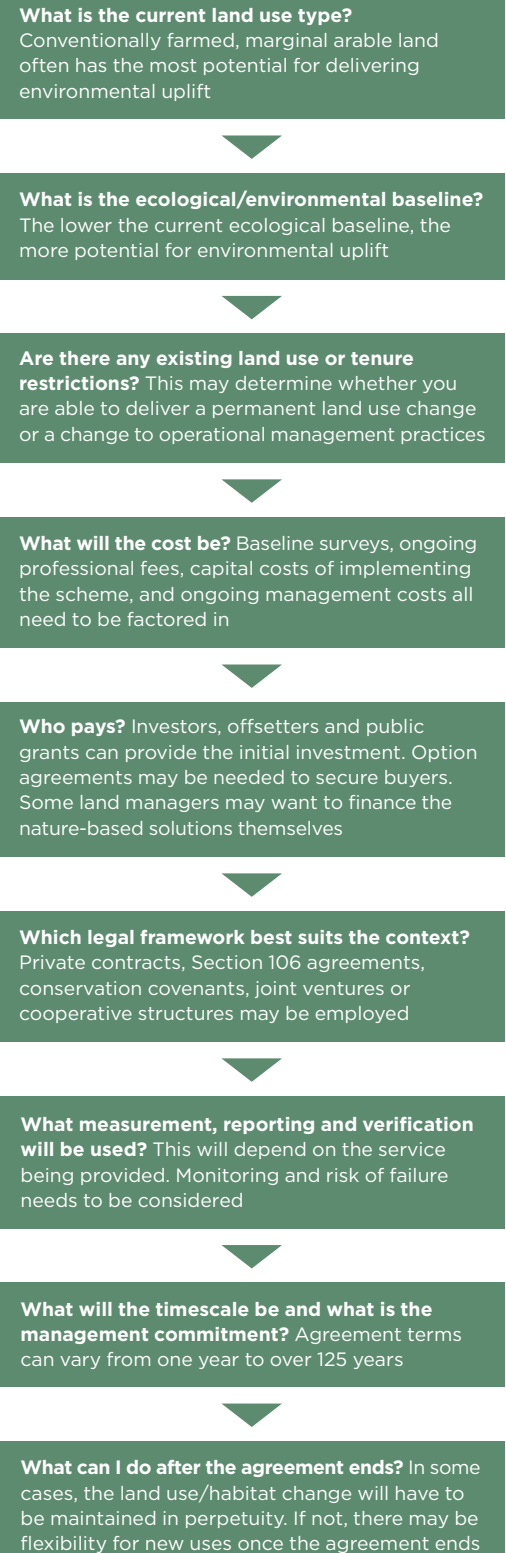 What is the current land use type?
Conventionally farmed, marginal arable land
often has the most potential for delivering
environmental uplift
What is the ecological/environmental baseline?
The lower the current ecological baseline, the
more potential for environmental uplift
Are there any existing land use or tenure
restrictions? This may determine whether you
are able to deliver a permanent land use change
or a change to operational management practices
What will the cost be? Baseline surveys, ongoing
professional fees, capital costs of implementing
the scheme, and ongoing management costs all
need to be factored in
Who pays? Investors, offsetters and public
grants can provide the initial investment. Option
agreements may be needed to secure buyers.
Some land managers may want to finance the
nature-based solutions themselves
Which legal framework best suits the context?
Private contracts, Section 106 agreements,
conservation covenants, joint ventures or
cooperative structures may be employed
What measurement, reporting and verification
will be used? This will depend on the service
being provided. Monitoring and risk of failure
needs to be considered
What will the timescale be and what is the
management commitment? Agreement terms
can vary from one year to over 125 years
What can I do after the agreement ends? In some
cases, the land use/habitat change will have to
be maintained in perpetuity. If not, there may be
flexibility for new uses once the agreement ends